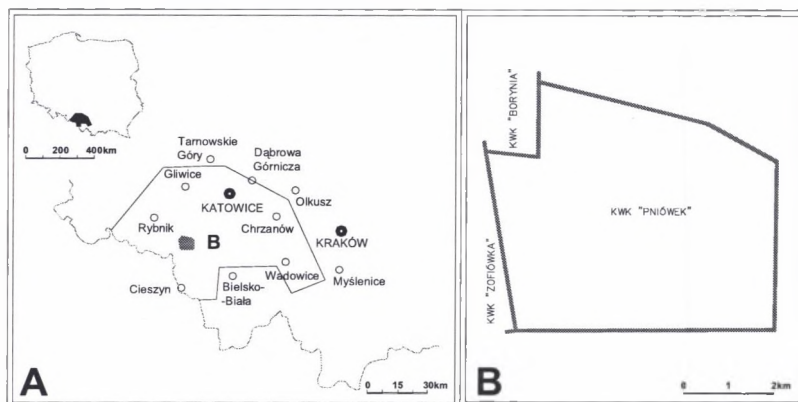 0 200 400km
Tarnowskie
Góry
Dąbrowa
Górnicza
Gliwice
Olkusz
KATOWICE
Rybnik
Chrzanów
KRAKÓW
B
Wadowice
Myślenice
Cieszyn
Bielsko-
-Biała
A
0 15 30km
KWK "BORYNIA"
KWK "PNIÓWEK"
KWK "ZOFIÓWKA"
B
0 1 2km